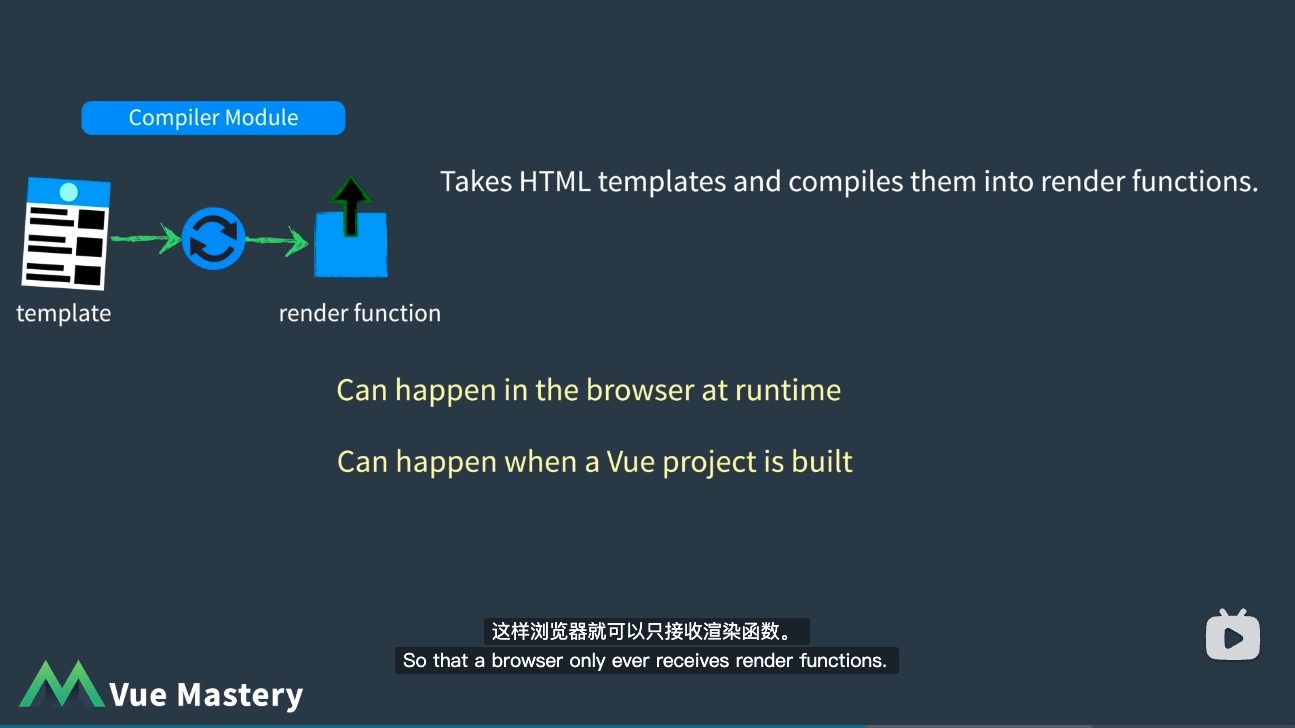 Compiler Module
Takes HTML templates and compiles them into render functions.
template
render function
Can happen in the browser at runtime
Can happen when a Vue project is built
这样浏览器就可以只接收渲染函数。
So that a browser only ever receives render functions.
Vue Mastery